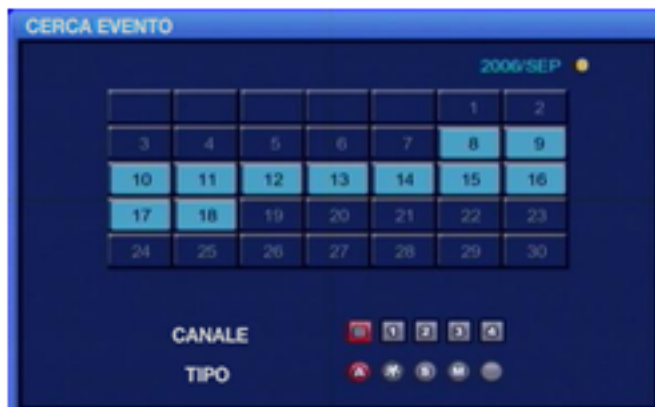 CERCA EVENTO
2006/SEP
1 2
3 4 5 6 7 8 9
10 11 12 13 14 15 16
17 18 19 20 21 22 23
24 25 26 27 28 29 30
CANALE 1 2 3 4
TIPO A S M